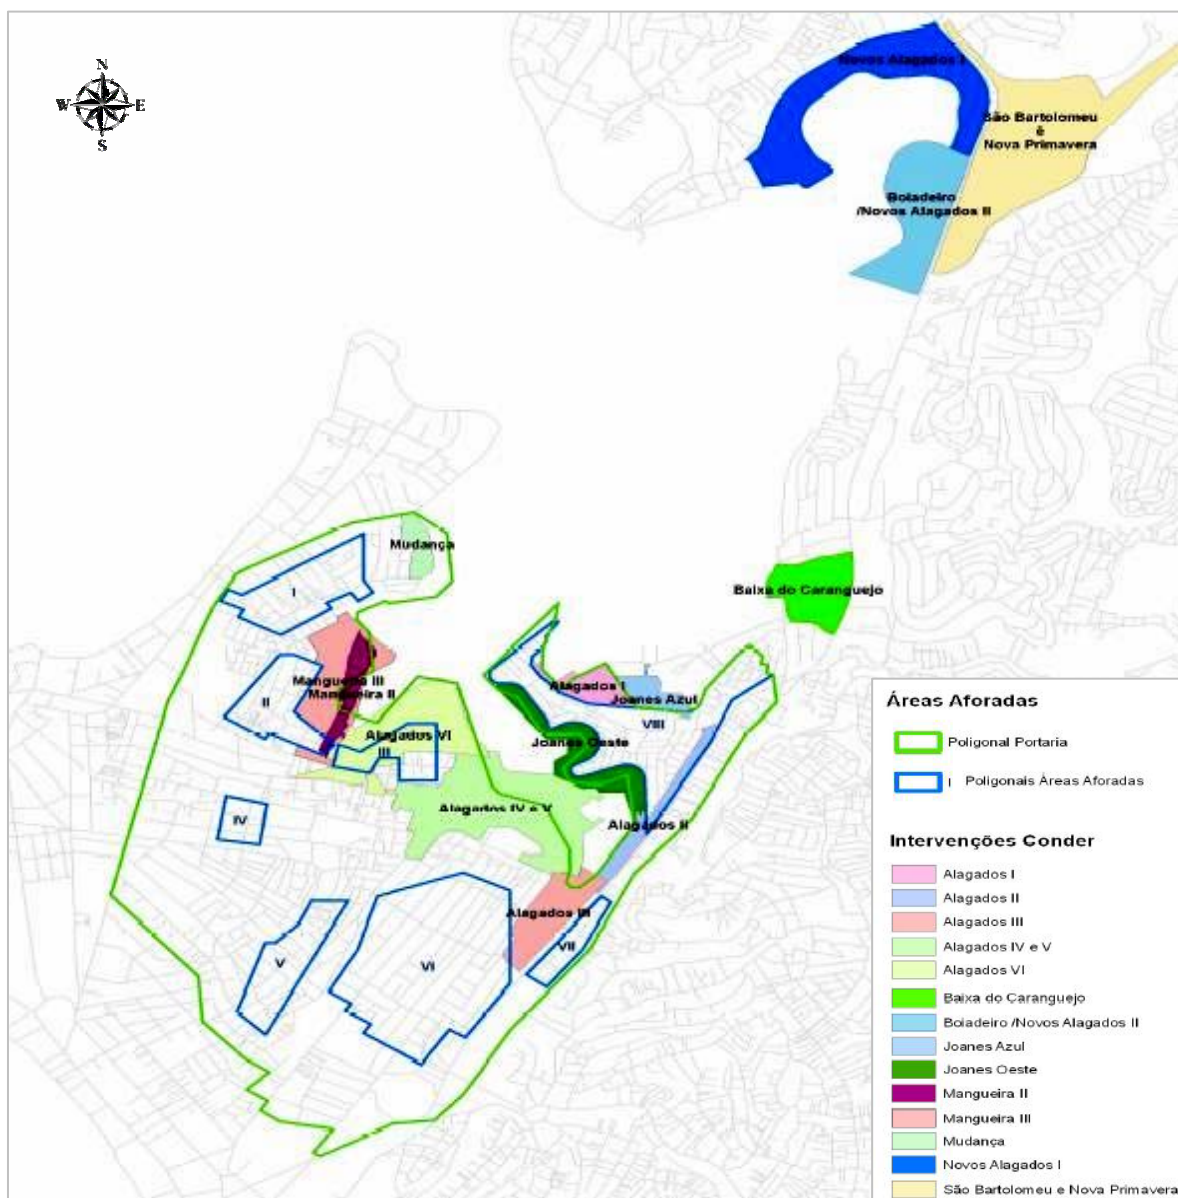 N
W E
S
Novos Alagados I
São Bartolomeu
e
Nova Primavera
Boiadeiro
/Novos Alagados II
Mudança
I
Baixa do Caranguejo
Mangueira III
Mangueira II
II
Alagados I
Joanes Azul
VIII
Alagados VI
III
Joanes Oeste
IV
Alagados IV e V
Alagados II
Alagados III
VII
V
VI
Áreas Aforadas
Poligonal Portaria
I Poligonais Áreas Aforadas
Intervenções Conder
Alagados I
Alagados II
Alagados III
Alagados IV e V
Alagados VI
Baixa do Caranguejo
Boiadeiro /Novos Alagados II
Joanes Azul
Joanes Oeste
Mangueira II
Mangueira III
Mudança
Novos Alagados I
São Bartolomeu e Nova Primavera